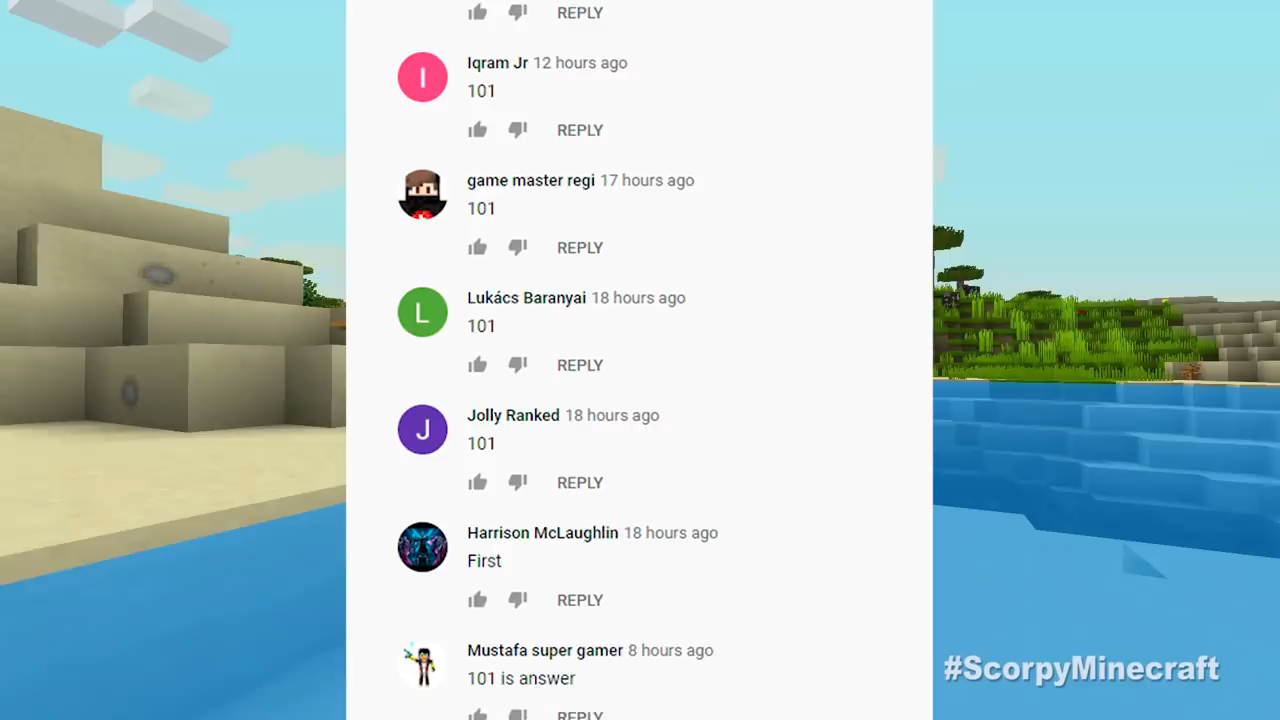 REPLY
I
Iqram Jr 12 hours ago
101
REPLY
game master regi 17 hours ago
101
REPLY
L
Lukács Baranyai 18 hours ago
101
REPLY
J
Jolly Ranked 18 hours ago
101
REPLY
Harrison McLaughlin 18 hours ago
First
REPLY
Mustafa super gamer 8 hours ago
101 is answer
REPLY
#ScorpyMinecraft